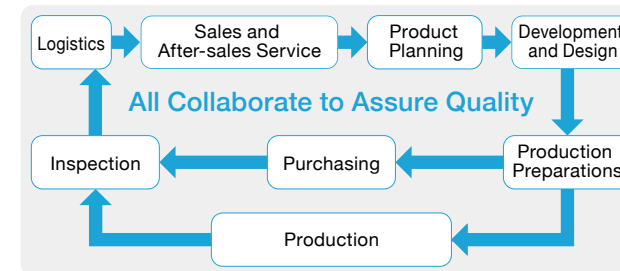 Logistics
Sales and
After-sales Service
Product
Planning
Development
and Design
All Collaborate to Assure Quality
Inspection
Purchasing
Production
Preparations
Production